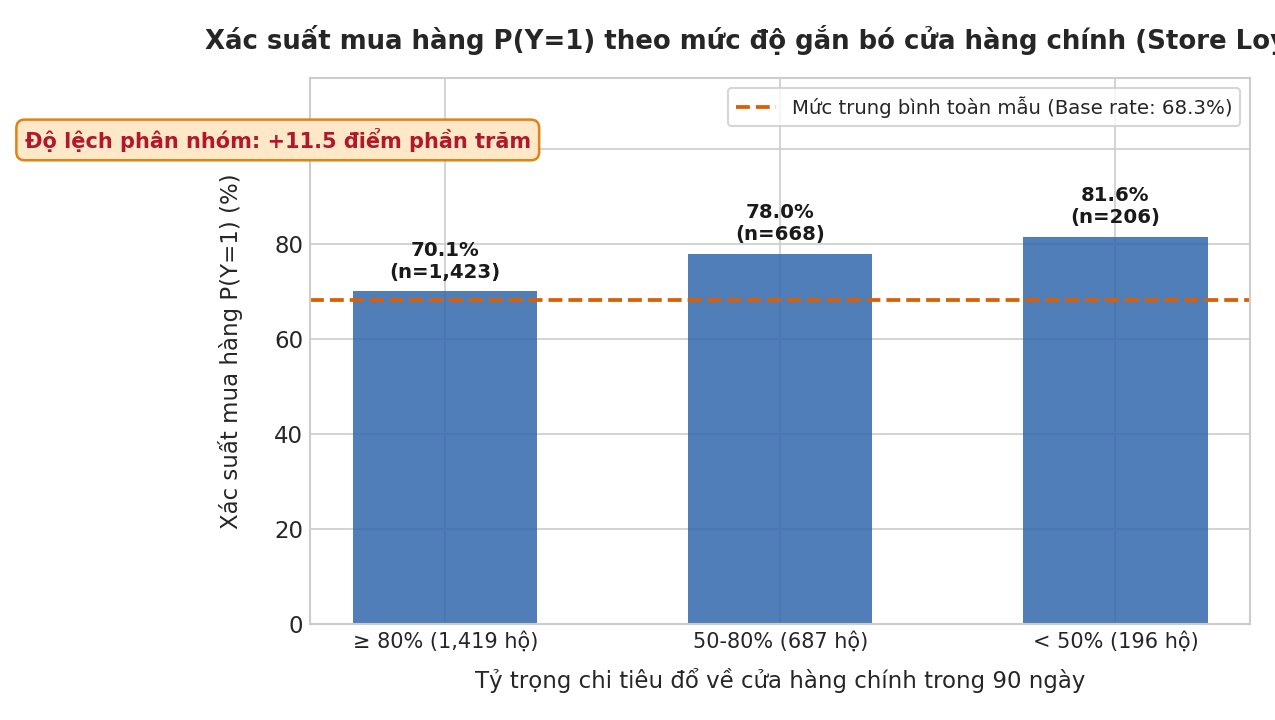 Xác suất mua hàng P(Y=1) theo mức độ gắn bó cửa hàng chính (Store Loy
Mức trung bình toàn mẫu (Base rate: 68.3%)
Độ lệch phân nhóm: +11.5 điểm phần trăm
Xác suất mua hàng P(Y=1) (%)
80
60
40
20
0
70.1%
(n=1,423)
78.0%
(n=668)
81.6%
(n=206)
≥ 80% (1,419 hộ)
50-80% (687 hộ)
< 50% (196 hộ)
Tỷ trọng chi tiêu đổ về cửa hàng chính trong 90 ngày